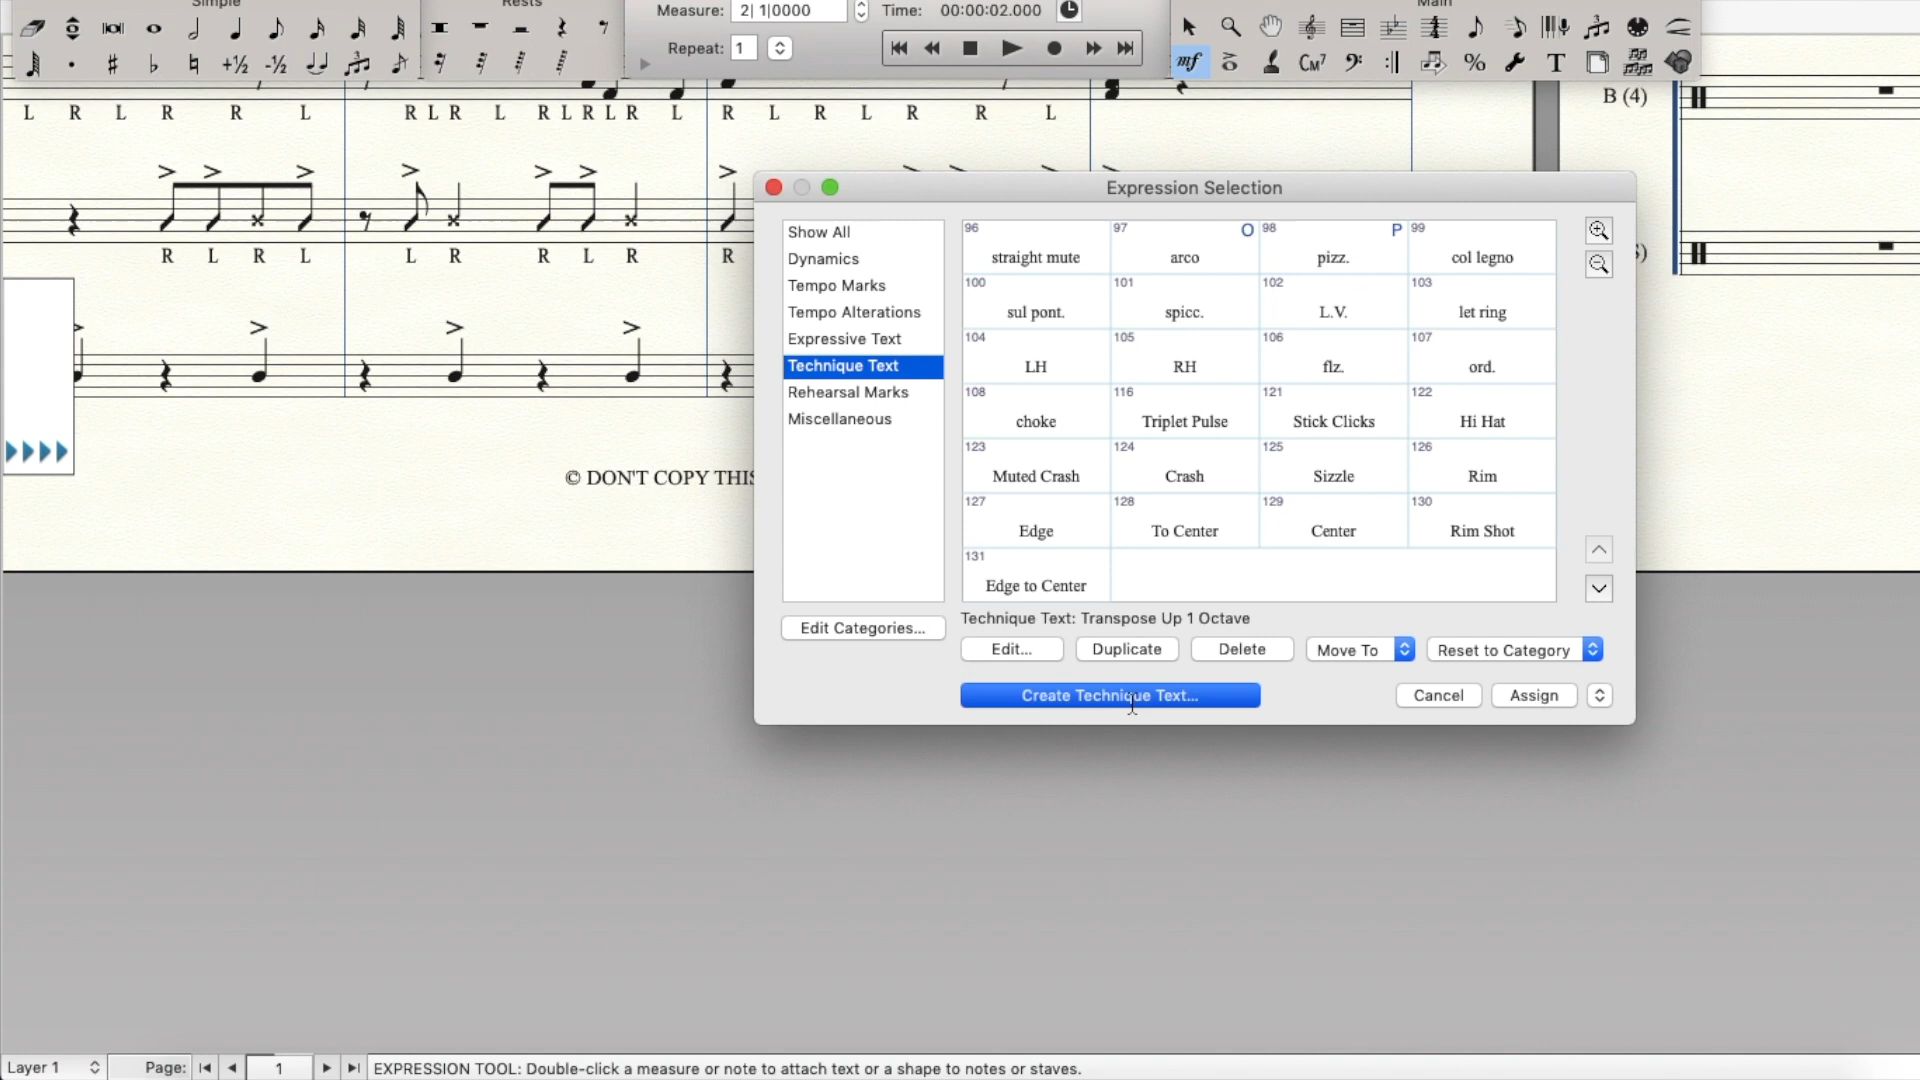 Simple
Rests
Measure: 2| 1|0000
Time: 00:00:02.000
Main
Repeat: 1
mf
CM7
T
+½ -½
B (4)
L R L R R L R L R L R L R L R L R L R L R R L
R L R L L R R L R R
© DON'T COPY THIS
Expression Selection
Show All
Dynamics
Tempo Marks
Tempo Alterations
Expressive Text
Technique Text
Rehearsal Marks
Miscellaneous
Edit Categories...
96 straight mute
97 O arco
98 P pizz.
99 col legno
100 sul pont.
101 spicc.
102 L.V.
103 let ring
104 LH
105 RH
106 flz.
107 ord.
108 choke
116 Triplet Pulse
121 Stick Clicks
122 Hi Hat
123 Muted Crash
124 Crash
125 Sizzle
126 Rim
127 Edge
128 To Center
129 Center
130 Rim Shot
131 Edge to Center
Technique Text: Transpose Up 1 Octave
Edit... Duplicate Delete Move To Reset to Category
Create Technique Text... Cancel Assign
Layer 1 Page: 1 EXPRESSION TOOL: Double-click a measure or note to attach text or a shape to notes or staves.